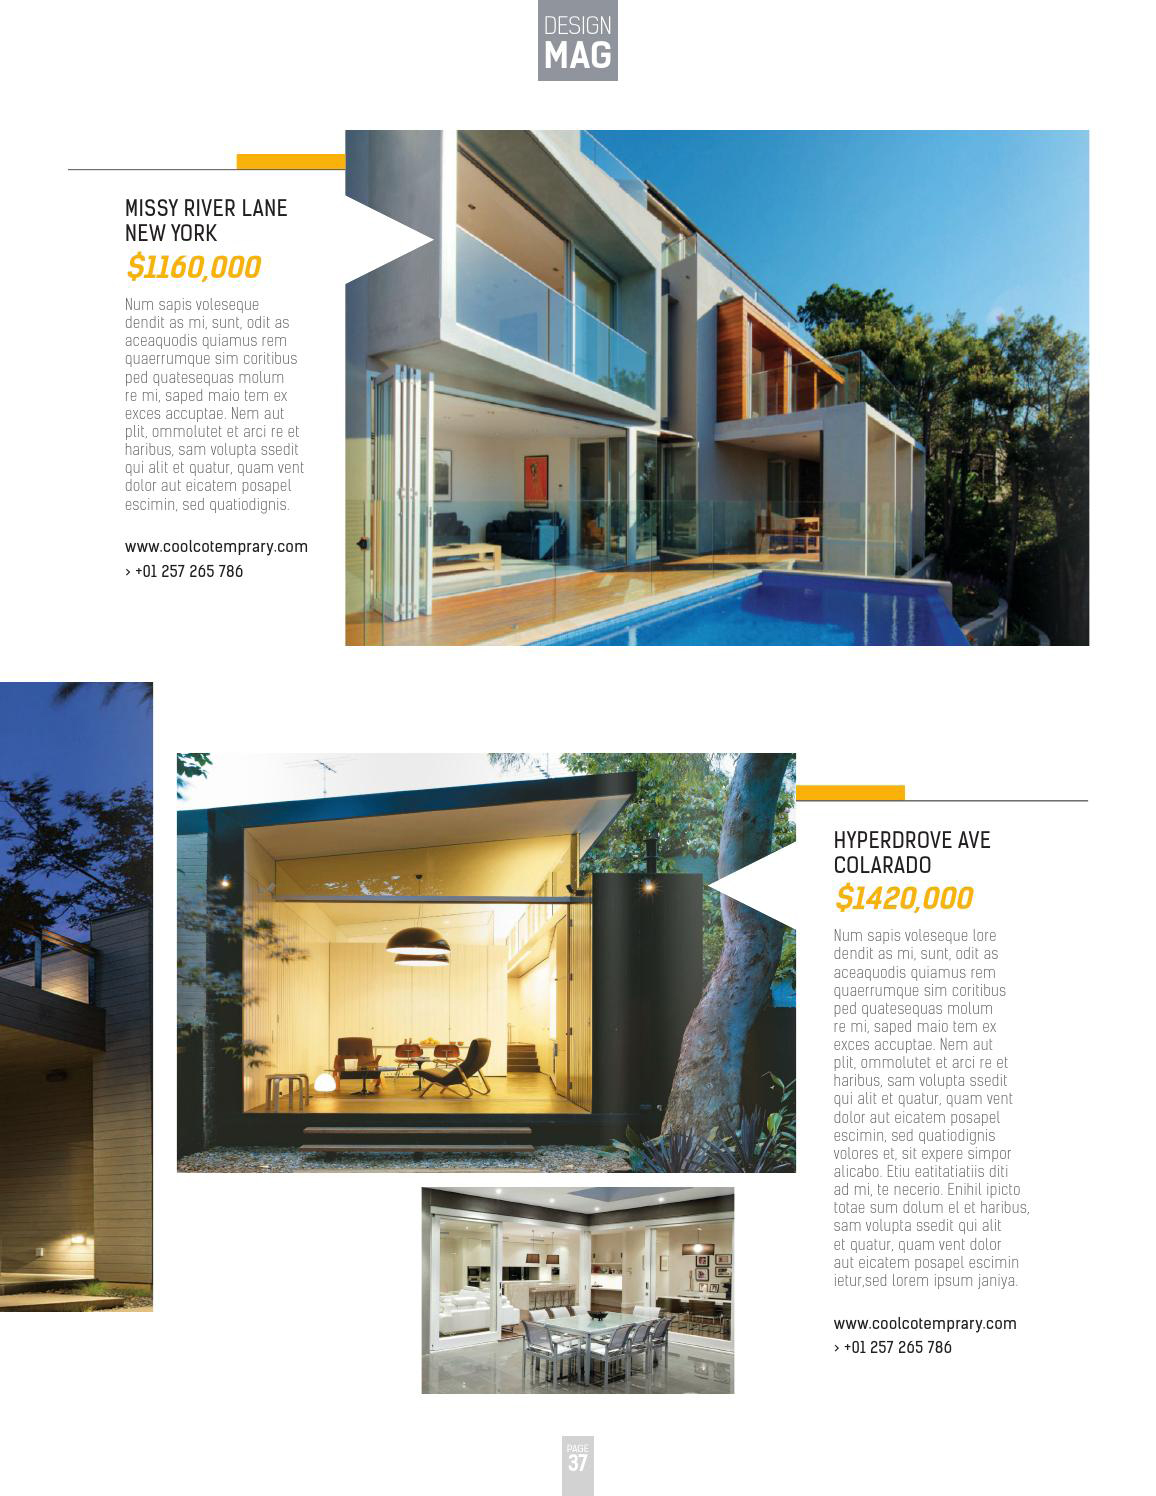 DESIGN
MAG
MISSY RIVER LANE
NEW YORK
$1160,000
Num sapis voleseque
dendit as mi, sunt, odit as
aceaquodis quiamus rem
quaerrumque sim coritibus
ped quatesequas molum
re mi, saped maio tem ex
exces accuptae. Nem aut
plit, ommolutet et arci re et
haribus, sam volupta ssedit
qui alit et quatur, quam vent
dolor aut eicatem posapel
escimin, sed quatiodignis.
www.coolcotemprary.com
> +01 257 265 786
HYPERDROVE AVE
COLARADO
$1420,000
Num sapis voleseque lore
dendit as mi, sunt, odit as
aceaquodis quiamus rem
quaerrumque sim coritibus
ped quatesequas molum
re mi, saped maio tem ex
exces accuptae. Nem aut
plit, ommolutet et arci re et
haribus, sam volupta ssedit
qui alit et quatur, quam vent
dolor aut eicatem posapel
escimin, sed quatiodignis
volores et, sit expere simpor
alicabo. Etiu eatitatiatiis diti
ad mi, te necerio. Enihil ipicto
totae sum dolum el et haribus,
sam volupta ssedit qui alit
et quatur, quam vent dolor
aut eicatem posapel escimin
ietur,sed lorem ipsum janiya.
www.coolcotemprary.com
> +01 257 265 786
PAGE
37